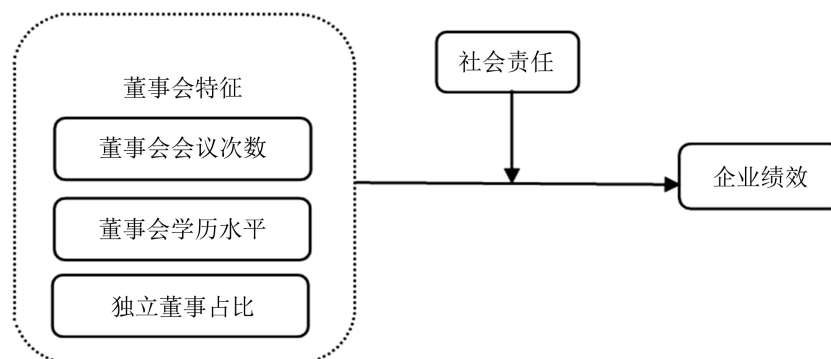 董事会特征
董事会会议次数
董事会学历水平
独立董事占比
社会责任
企业绩效